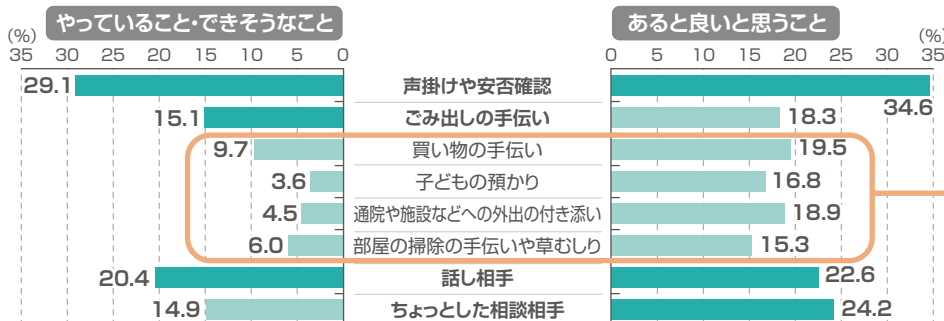 やっていること・できそうなこと
あると良いと思うこと
(%)
35 30 25 20 15 10 5 0
0 5 10 15 20 25 30 35
(%)
29.1 声掛けや安否確認 34.6
15.1 ごみ出しの手伝い 18.3
9.7 買い物の手伝い 19.5
3.6 子どもの預かり 16.8
4.5 通院や施設などへの外出の付き添い 18.9
6.0 部屋の掃除の手伝いや草むしり 15.3
20.4 話し相手 22.6
14.9 ちょっとした相談相手 24.2